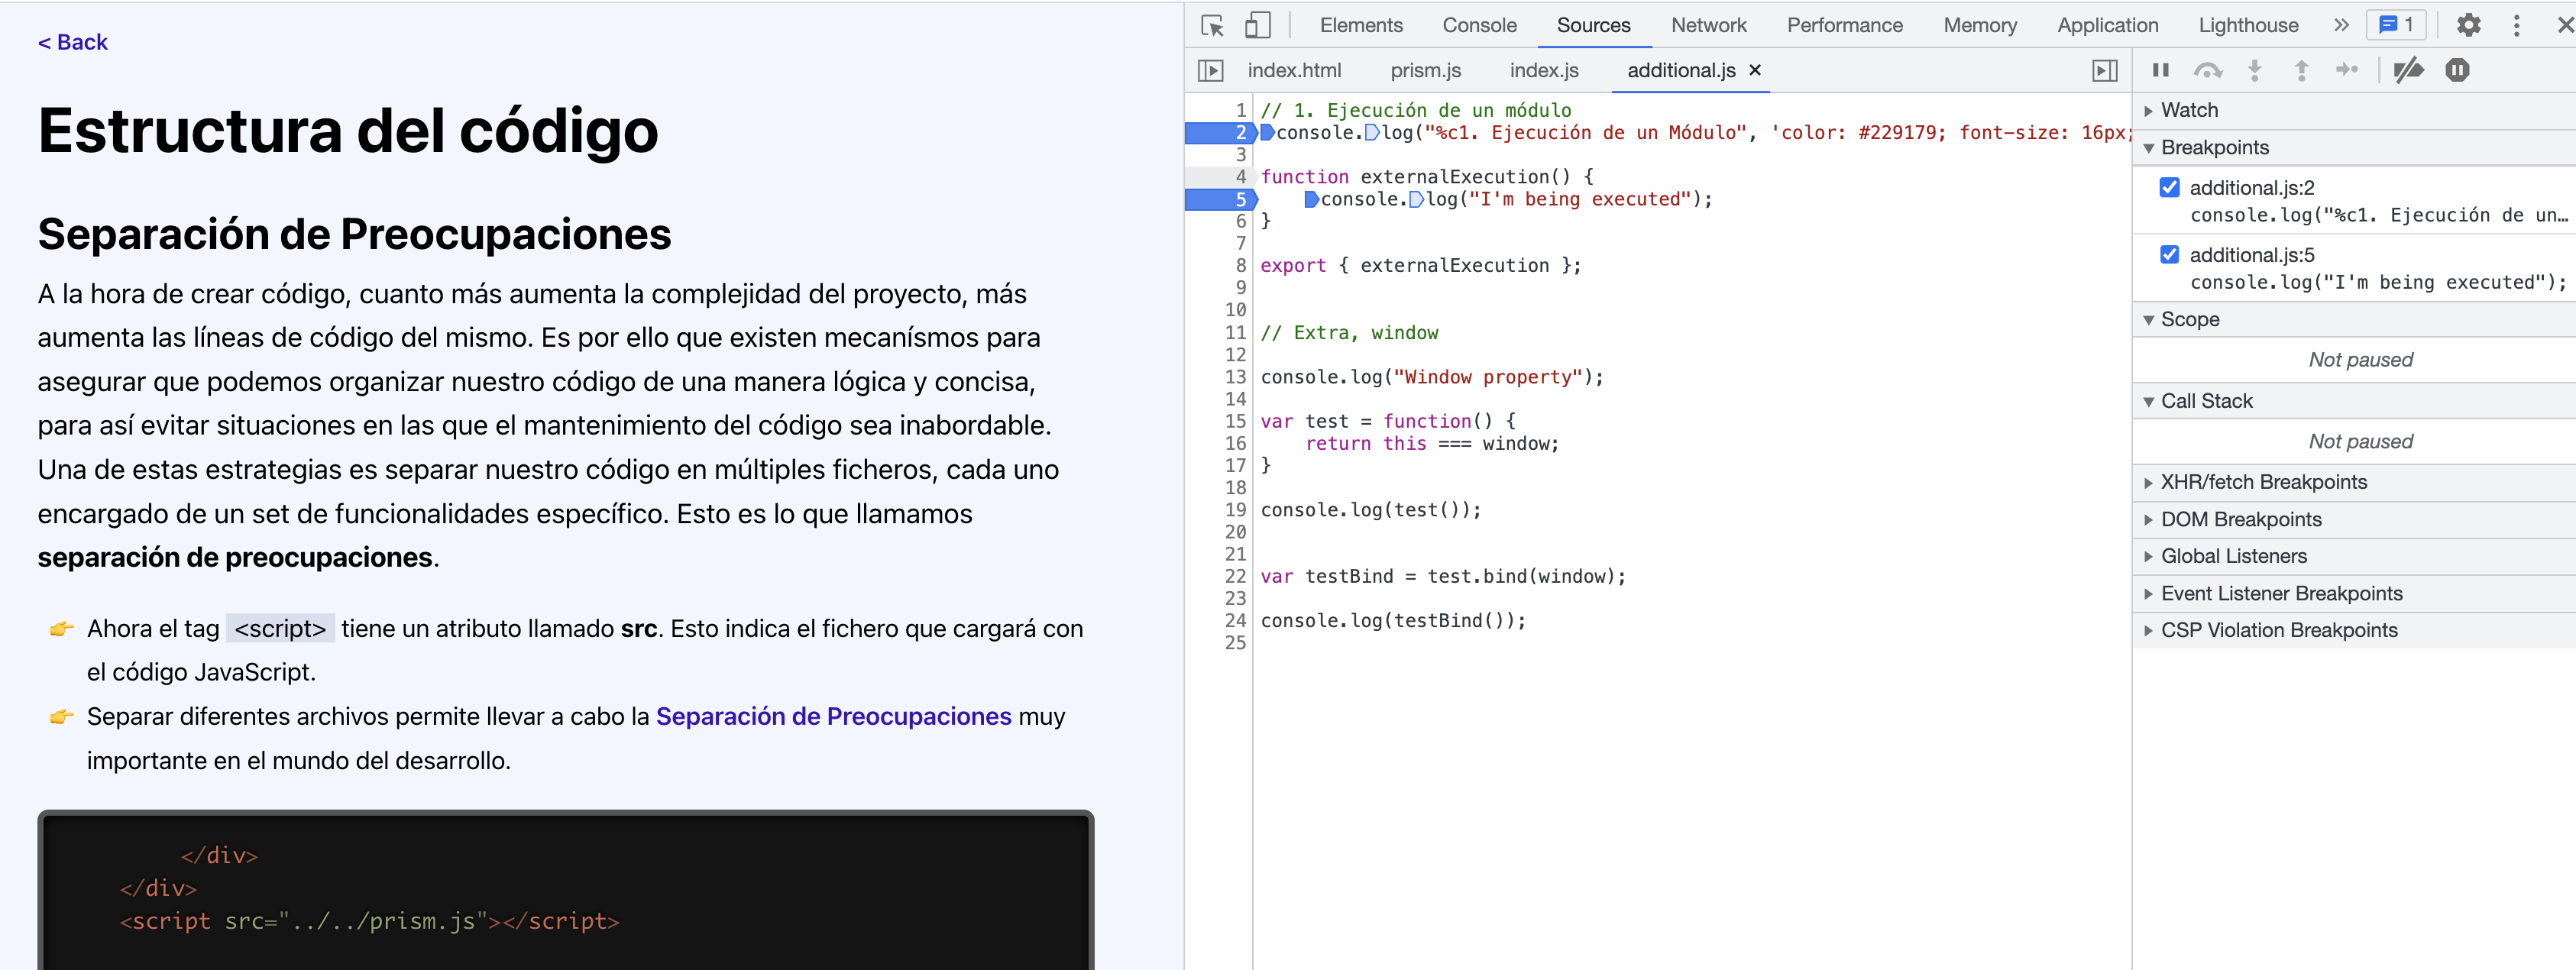 < Back
Estructura del código
Separación de Preocupaciones
A la hora de crear código, cuanto más aumenta la complejidad del proyecto, más
aumenta las líneas de código del mismo. Es por ello que existen mecanísmos para
asegurar que podemos organizar nuestro código de una manera lógica y concisa,
para así evitar situaciones en las que el mantenimiento del código sea inabordable.
Una de estas estrategias es separar nuestro código en múltiples ficheros, cada uno
encargado de un set de funcionalidades específico. Esto es lo que llamamos
separación de preocupaciones.
👉 Ahora el tag <script> tiene un atributo llamado src. Esto indica el fichero que cargará con
el código JavaScript.
👉 Separar diferentes archivos permite llevar a cabo la Separación de Preocupaciones muy
importante en el mundo del desarrollo.
</div>
</div>
<script src="../../prism.js"></script>
Elements Console Sources Network Performance Memory Application Lighthouse » 1
index.html prism.js index.js additional.js ×
1 // 1. Ejecución de un módulo
2 console.log("%c1. Ejecución de un Módulo", 'color: #229179; font-size: 16px;
3
4 function externalExecution() {
5 console.log("I'm being executed");
6 }
7
8 export { externalExecution };
9
10
11 // Extra, window
12
13 console.log("Window property");
14
15 var test = function() {
16 return this === window;
17 }
18
19 console.log(test());
20
21
22 var testBind = test.bind(window);
23
24 console.log(testBind());
25
Watch
Breakpoints
additional.js:2
console.log("%c1. Ejecución de un…
additional.js:5
console.log("I'm being executed");
Scope
Not paused
Call Stack
Not paused
XHR/fetch Breakpoints
DOM Breakpoints
Global Listeners
Event Listener Breakpoints
CSP Violation Breakpoints